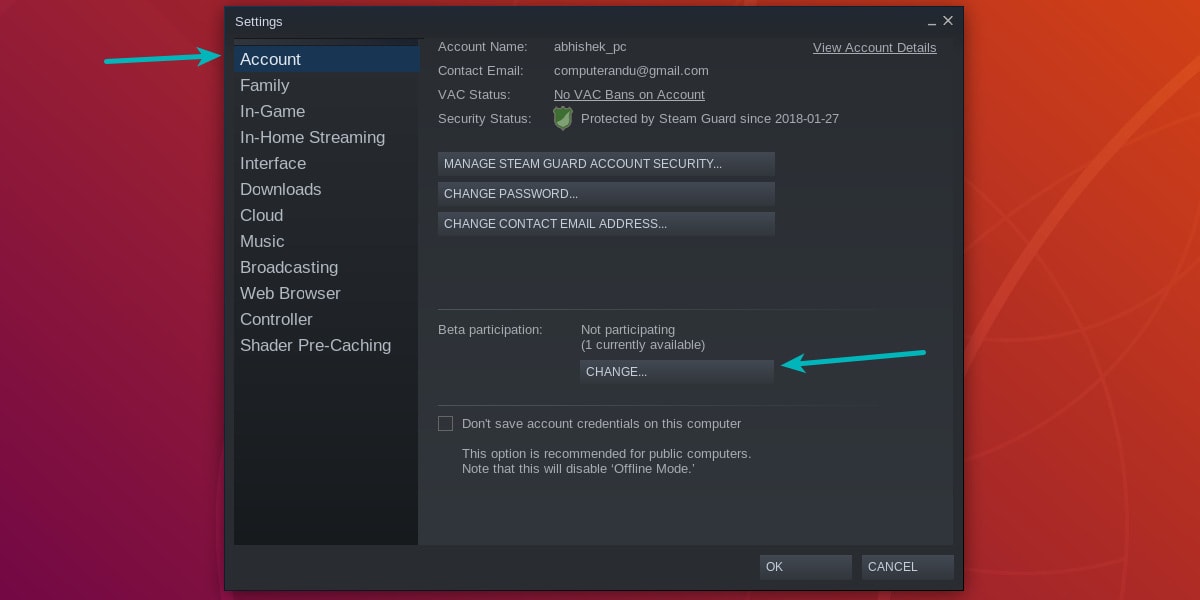 Settings
Account
Family
In-Game
In-Home Streaming
Interface
Downloads
Cloud
Music
Broadcasting
Web Browser
Controller
Shader Pre-Caching
Account Name: abhishek_pc View Account Details
Contact Email: computerandu@gmail.com
VAC Status: No VAC Bans on Account
Security Status: Protected by Steam Guard since 2018-01-27
MANAGE STEAM GUARD ACCOUNT SECURITY...
CHANGE PASSWORD...
CHANGE CONTACT EMAIL ADDRESS...
Beta participation: Not participating
(1 currently available)
CHANGE...
Don't save account credentials on this computer
This option is recommended for public computers.
Note that this will disable ‘Offline Mode.’
OK CANCEL